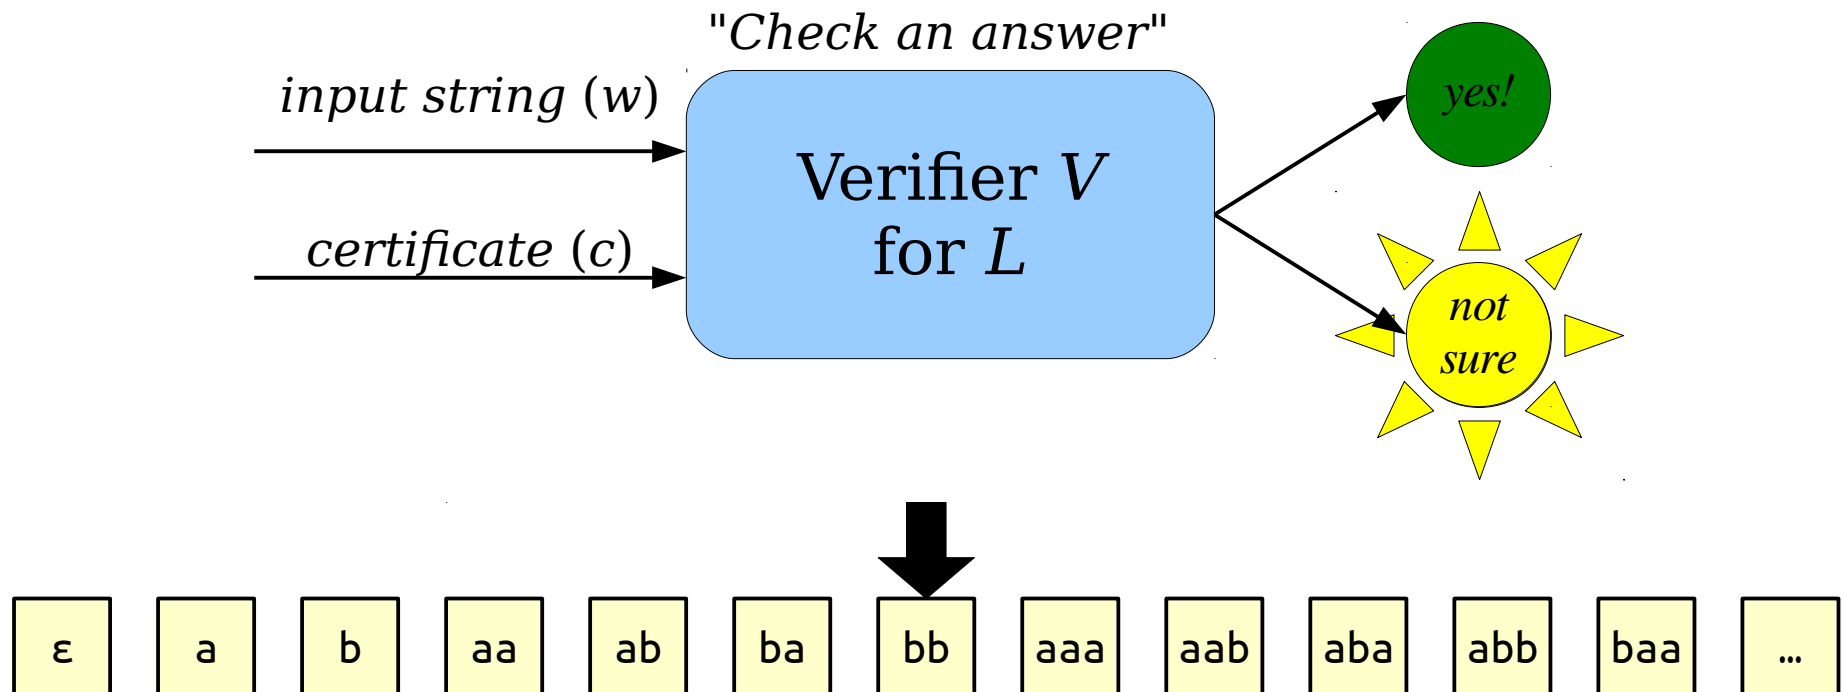 "Check an answer"
input string (w)
certificate (c)
Verifier V
for L
yes!
not
sure
ε a b aa ab ba bb aaa aab aba abb baa …